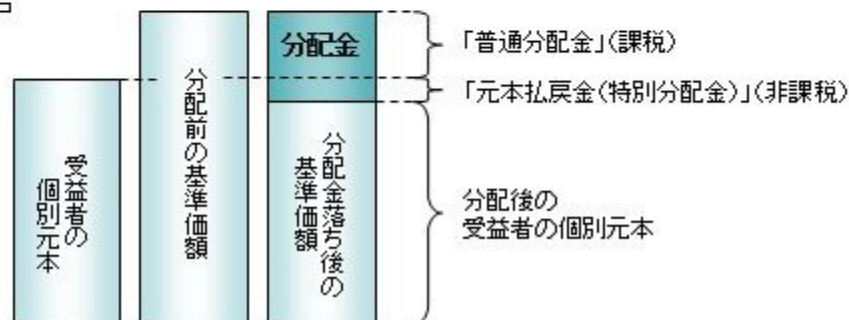 受益者の
個別元本
分配前の基準価額
分配金
分配金落ち後の
基準価額
「普通分配金」(課税)
「元本払戻金(特別分配金)」(非課税)
分配後の
受益者の個別元本